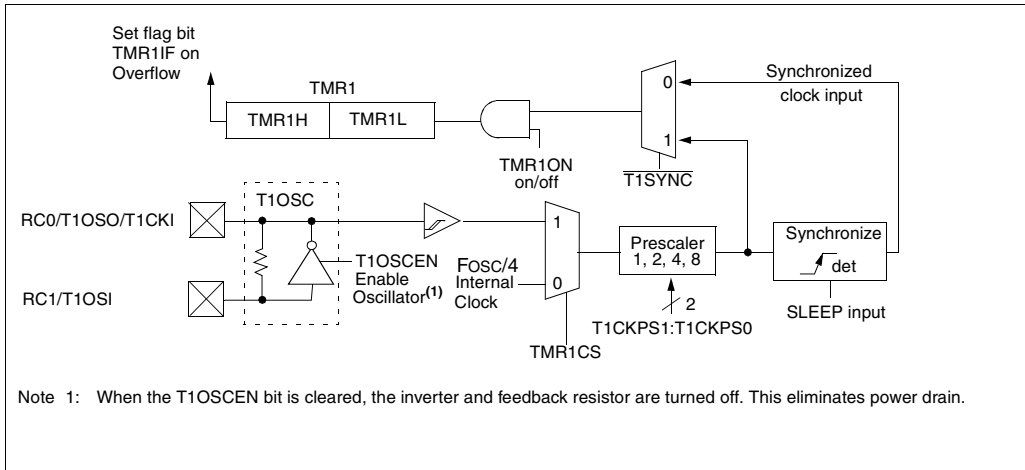 Set flag bit
TMR1IF on
Overflow
TMR1
TMR1H
TMR1L
TMR1ON
on/off
0
1
T1SYNC
Synchronized
clock input
T1OSC
RC0/T1OSO/T1CKI
RC1/T1OSI
T1OSCEN
Enable
Oscillator(1)
FOSC/4
Internal
Clock
1
0
TMR1CS
Prescaler
1, 2, 4, 8
2
T1CKPS1:T1CKPS0
Synchronize
det
SLEEP input
Note 1: When the T1OSCEN bit is cleared, the inverter and feedback resistor are turned off. This eliminates power drain.